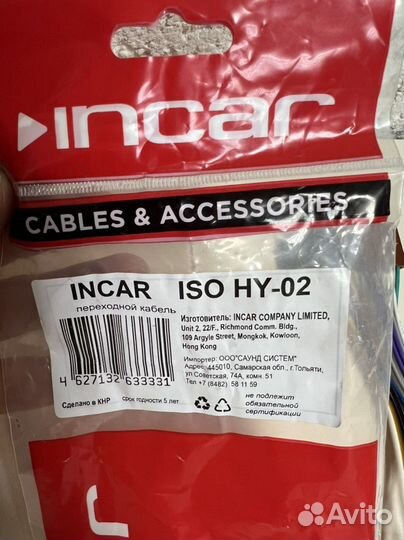 incar
CABLES & ACCESSORIES
INCAR ISO HY-02
переходной кабель
Изготовитель: INCAR COMPANY LIMITED,
Unit 2, 22/F., Richmond Comm. Bldg.,
109 Argyle Street, Mongkok, Kowloon,
Hong Kong
Импортер: ООО"САУНД СИСТЕМ"
Адрес: 445010, Самарская обл., г.Тольяти,
ул Советская, 74А, комн. 51
Тел +7 (8482) 58 11 59
4 627132 633331
Сделано в КНР
срок годности 5 лет
не подлежит
обязательной
сертификации
Avito